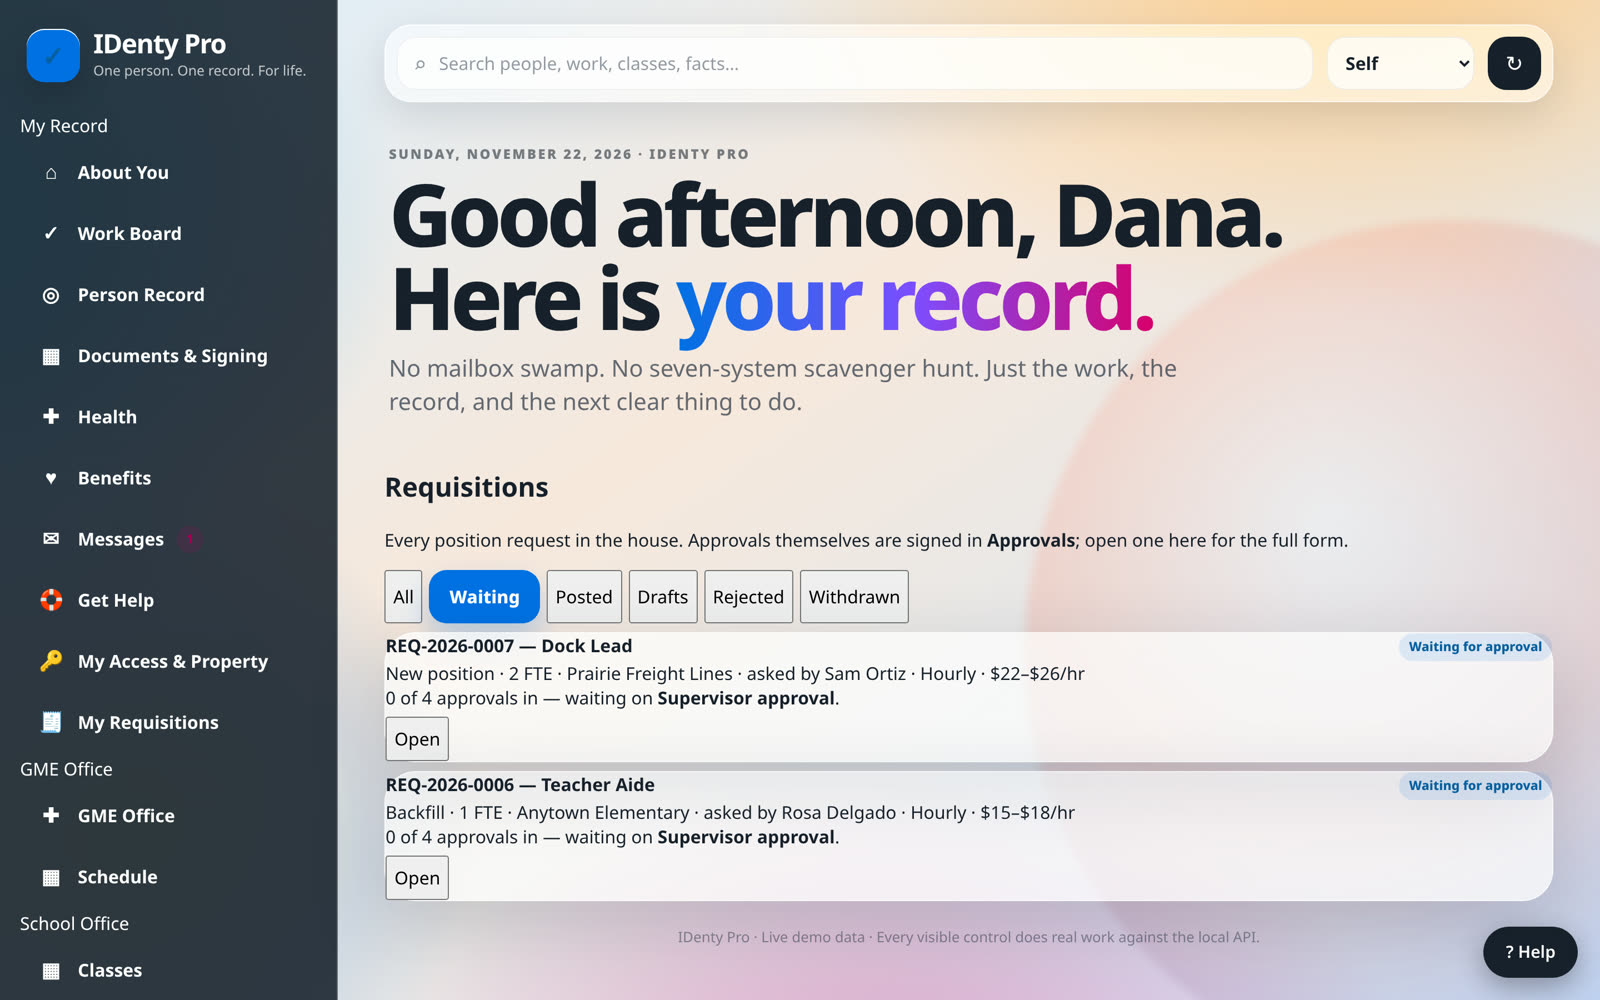 IDenty Pro
One person. One record. For life.
My Record
About You
Work Board
Person Record
Documents & Signing
Health
Benefits
Messages
Get Help
My Access & Property
My Requisitions
GME Office
GME Office
Schedule
School Office
Classes
Search people, work, classes, facts...
Self
SUNDAY, NOVEMBER 22, 2026 · IDENTY PRO
Good afternoon, Dana.
Here is your record.
No mailbox swamp. No seven-system scavenger hunt. Just the work, the
record, and the next clear thing to do.
Requisitions
Every position request in the house. Approvals themselves are signed in Approvals; open one here for the full form.
All
Waiting
Posted
Drafts
Rejected
Withdrawn
REQ-2026-0007 — Dock Lead
Waiting for approval
New position · 2 FTE · Prairie Freight Lines · asked by Sam Ortiz · Hourly · $22–$26/hr
0 of 4 approvals in — waiting on Supervisor approval.
Open
REQ-2026-0006 — Teacher Aide
Waiting for approval
Backfill · 1 FTE · Anytown Elementary · asked by Rosa Delgado · Hourly · $15–$18/hr
0 of 4 approvals in — waiting on Supervisor approval.
Open
IDenty Pro · Live demo data · Every visible control does real work against the local API.
? Help